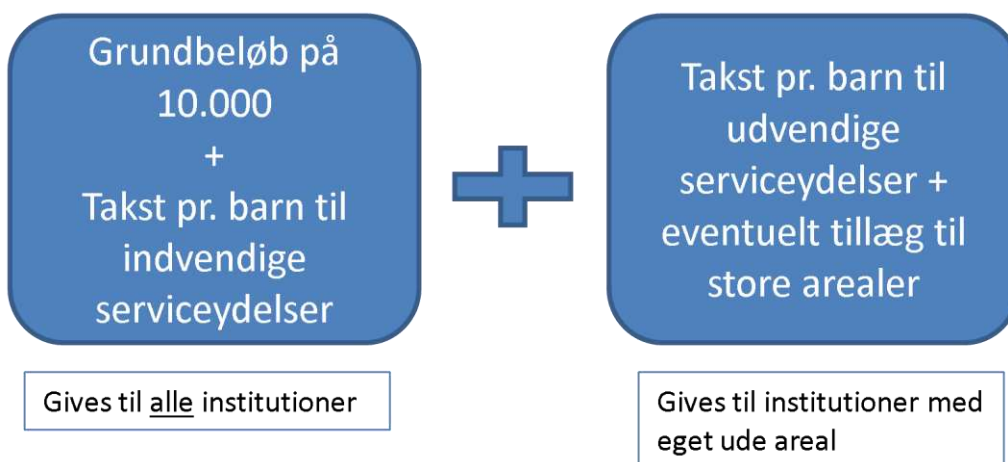 Grundbeløb på
10.000
+
Takst pr. barn til
indvendige
serviceydelser
Takst pr. barn til
udvendige
serviceydelser +
eventuelt tillæg til
store arealer
Gives til alle institutioner
Gives til institutioner med
eget ude areal